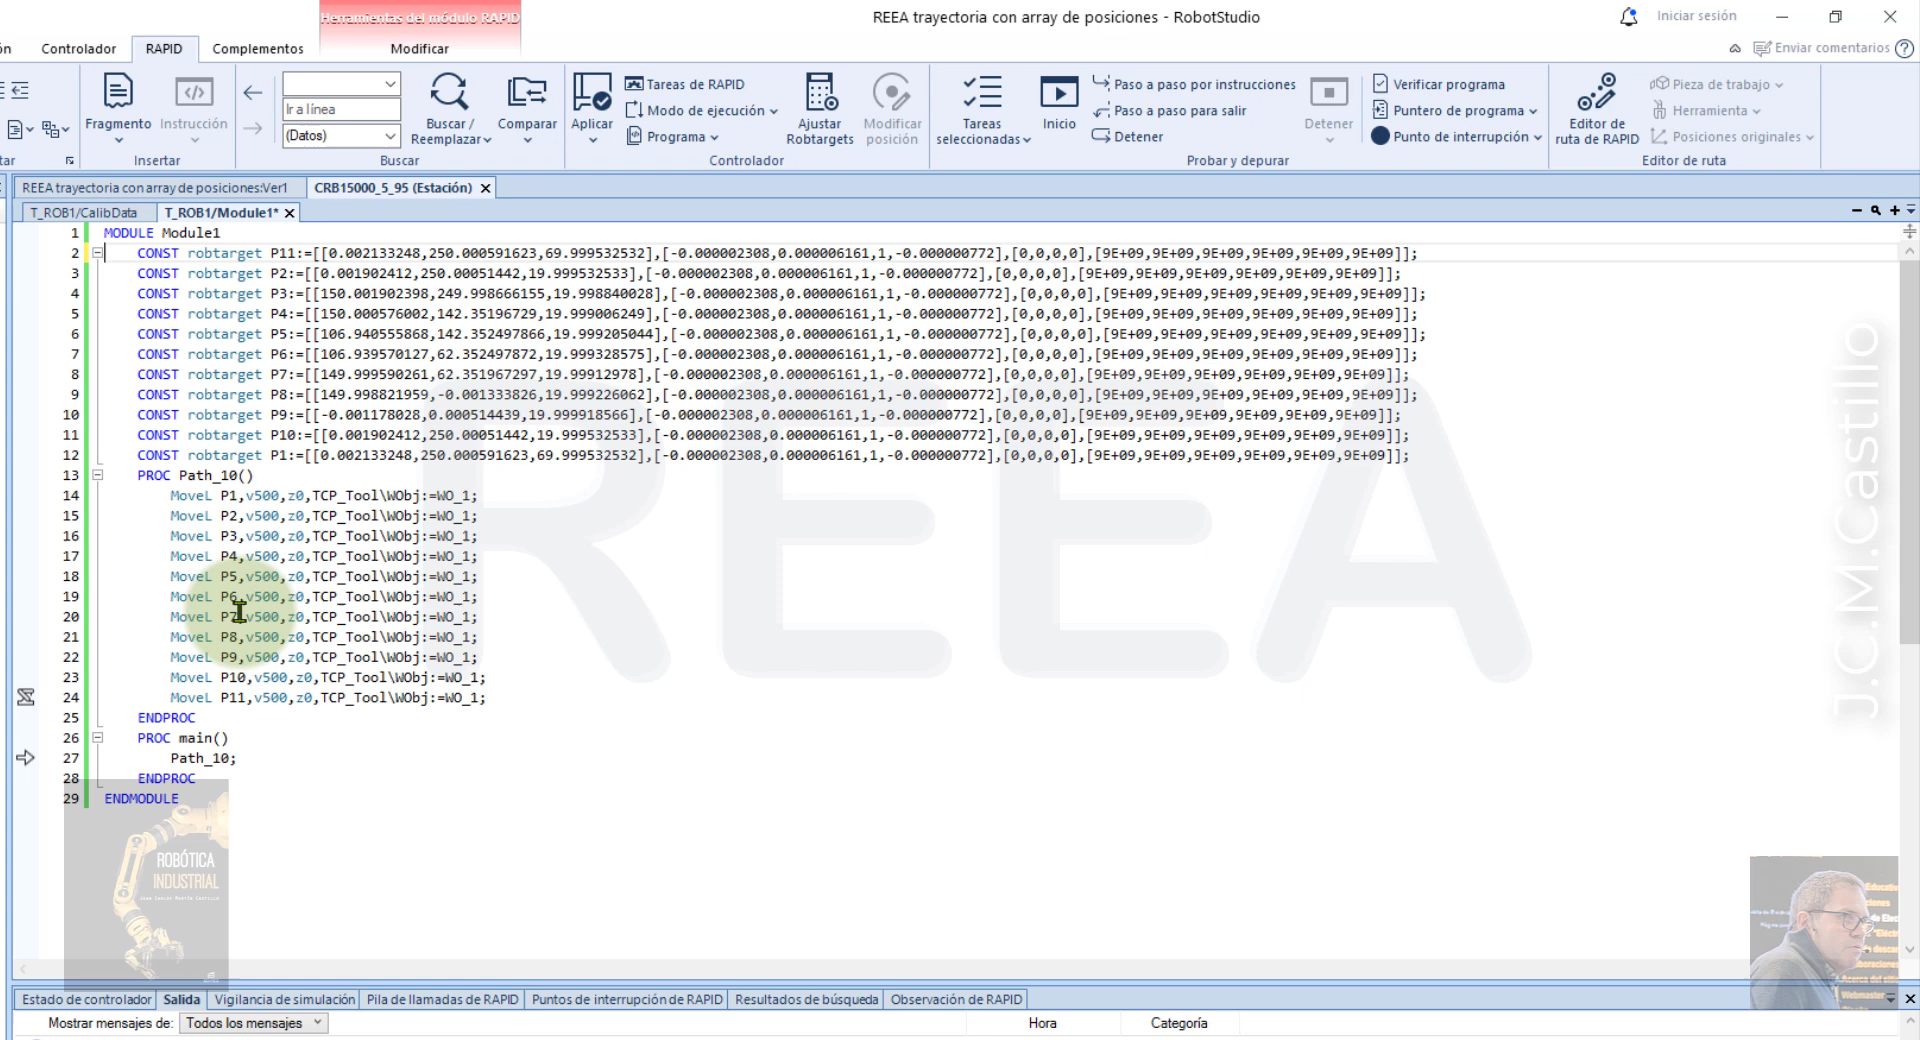 Herramientas del módulo RAPID
REEA trayectoria con array de posiciones - RobotStudio
Iniciar sesión
ón
Controlador
RAPID
Complementos
Modificar
Enviar comentarios
Fragmento
Instrucción
Insertar
Ir a línea
(Datos)
Buscar /
Reemplazar
Comparar
Buscar
Aplicar
Tareas de RAPID
Modo de ejecución
Programa
Ajustar
Robtargets
Modificar
posición
Controlador
Tareas
seleccionadas
Inicio
Paso a paso por instrucciones
Paso a paso para salir
Detener
Detener
Verificar programa
Puntero de programa
Punto de interrupción
Probar y depurar
Editor de
ruta de RAPID
Pieza de trabajo
Herramienta
Posiciones originales
Editor de ruta
tar
REEA trayectoria con array de posiciones:Ver1
CRB15000_5_95 (Estación)
T_ROB1/CalibData
T_ROB1/Module1*
1 MODULE Module1
2 CONST robtarget P11:=[[0.002133248,250.000591623,69.999532532],[-0.000002308,0.000006161,1,-0.000000772],[0,0,0,0],[9E+09,9E+09,9E+09,9E+09,9E+09,9E+09]];
3 CONST robtarget P2:=[[0.001902412,250.00051442,19.999532533],[-0.000002308,0.000006161,1,-0.000000772],[0,0,0,0],[9E+09,9E+09,9E+09,9E+09,9E+09,9E+09]];
4 CONST robtarget P3:=[[150.001902398,249.998666155,19.998840028],[-0.000002308,0.000006161,1,-0.000000772],[0,0,0,0],[9E+09,9E+09,9E+09,9E+09,9E+09,9E+09]];
5 CONST robtarget P4:=[[150.000576002,142.35196729,19.999006249],[-0.000002308,0.000006161,1,-0.000000772],[0,0,0,0],[9E+09,9E+09,9E+09,9E+09,9E+09,9E+09]];
6 CONST robtarget P5:=[[106.940555868,142.352497866,19.999205044],[-0.000002308,0.000006161,1,-0.000000772],[0,0,0,0],[9E+09,9E+09,9E+09,9E+09,9E+09,9E+09]];
7 CONST robtarget P6:=[[106.939570127,62.352497872,19.999328575],[-0.000002308,0.000006161,1,-0.000000772],[0,0,0,0],[9E+09,9E+09,9E+09,9E+09,9E+09,9E+09]];
8 CONST robtarget P7:=[[149.999590261,62.351967297,19.99912978],[-0.000002308,0.000006161,1,-0.000000772],[0,0,0,0],[9E+09,9E+09,9E+09,9E+09,9E+09,9E+09]];
9 CONST robtarget P8:=[[149.998821959,-0.001333826,19.999226062],[-0.000002308,0.000006161,1,-0.000000772],[0,0,0,0],[9E+09,9E+09,9E+09,9E+09,9E+09,9E+09]];
10 CONST robtarget P9:=[[-0.001178028,0.000514439,19.999918566],[-0.000002308,0.000006161,1,-0.000000772],[0,0,0,0],[9E+09,9E+09,9E+09,9E+09,9E+09,9E+09]];
11 CONST robtarget P10:=[[0.001902412,250.00051442,19.999532533],[-0.000002308,0.000006161,1,-0.000000772],[0,0,0,0],[9E+09,9E+09,9E+09,9E+09,9E+09,9E+09]];
12 CONST robtarget P1:=[[0.002133248,250.000591623,69.999532532],[-0.000002308,0.000006161,1,-0.000000772],[0,0,0,0],[9E+09,9E+09,9E+09,9E+09,9E+09,9E+09]];
13 PROC Path_10()
14 MoveL P1,v500,z0,TCP_Tool\WObj:=WO_1;
15 MoveL P2,v500,z0,TCP_Tool\WObj:=WO_1;
16 MoveL P3,v500,z0,TCP_Tool\WObj:=WO_1;
17 MoveL P4,v500,z0,TCP_Tool\WObj:=WO_1;
18 MoveL P5,v500,z0,TCP_Tool\WObj:=WO_1;
19 MoveL P6,v500,z0,TCP_Tool\WObj:=WO_1;
20 MoveL P7,v500,z0,TCP_Tool\WObj:=WO_1;
21 MoveL P8,v500,z0,TCP_Tool\WObj:=WO_1;
22 MoveL P9,v500,z0,TCP_Tool\WObj:=WO_1;
23 MoveL P10,v500,z0,TCP_Tool\WObj:=WO_1;
24 MoveL P11,v500,z0,TCP_Tool\WObj:=WO_1;
25 ENDPROC
26 PROC main()
27 Path_10;
28 ENDPROC
29 ENDMODULE
REEA
J.C.M.Castillo
ROBÓTICA
INDUSTRIAL
Estado de controlador
Salida
Vigilancia de simulación
Pila de llamadas de RAPID
Puntos de interrupción de RAPID
Resultados de búsqueda
Observación de RAPID
Mostrar mensajes de:
Todos los mensajes
Hora
Categoría